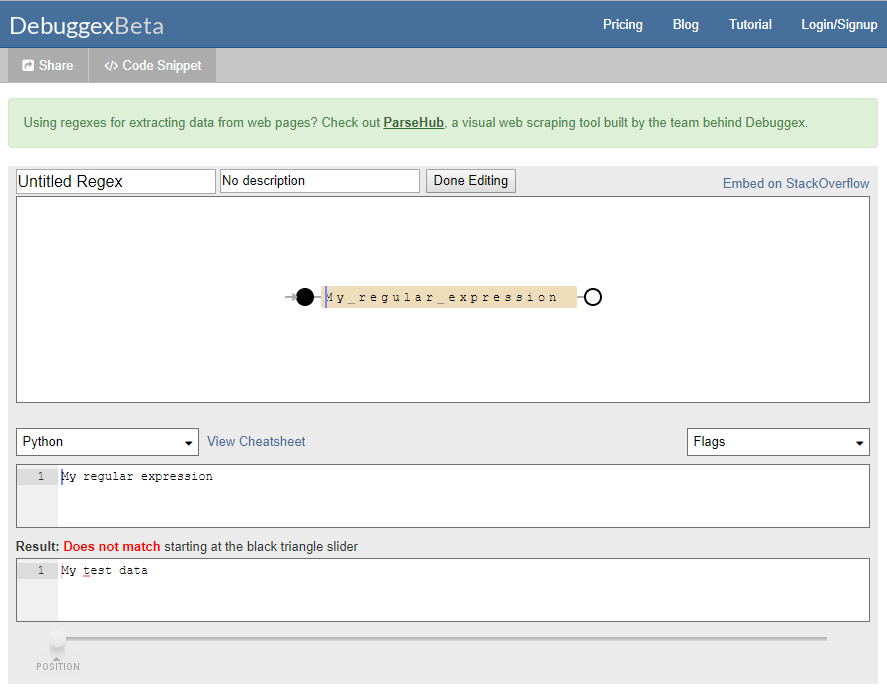 DebuggexBeta Pricing Blog Tutorial Login/Signup
Share </> Code Snippet
Using regexes for extracting data from web pages? Check out ParseHub, a visual web scraping tool built by the team behind Debuggex.
Untitled Regex No description Done Editing Embed on StackOverflow
My_regular_expression
Python View Cheatsheet Flags
1 My regular expression
Result: Does not match starting at the black triangle slider
1 My test data
POSITION